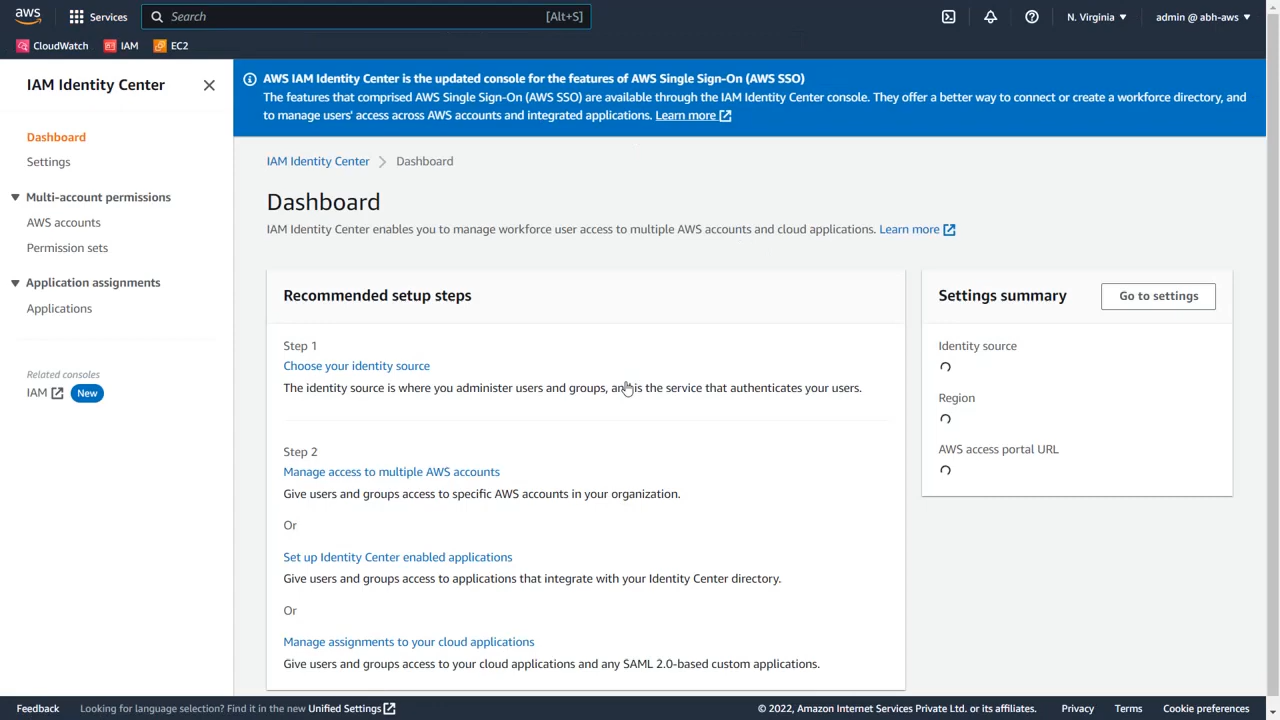 aws
Services
Search
[Alt+S]
N. Virginia
admin @ abh-aws
CloudWatch
IAM
EC2
IAM Identity Center
Dashboard
Settings
Multi-account permissions
AWS accounts
Permission sets
Application assignments
Applications
Related consoles
IAM
New
AWS IAM Identity Center is the updated console for the features of AWS Single Sign-On (AWS SSO)
The features that comprised AWS Single Sign-On (AWS SSO) are available through the IAM Identity Center console. They offer a better way to connect or create a workforce directory, and
to manage users' access across AWS accounts and integrated applications. Learn more
IAM Identity Center > Dashboard
Dashboard
IAM Identity Center enables you to manage workforce user access to multiple AWS accounts and cloud applications. Learn more
Recommended setup steps
Step 1
Choose your identity source
The identity source is where you administer users and groups, and is the service that authenticates your users.
Step 2
Manage access to multiple AWS accounts
Give users and groups access to specific AWS accounts in your organization.
Or
Set up Identity Center enabled applications
Give users and groups access to applications that integrate with your Identity Center directory.
Or
Manage assignments to your cloud applications
Give users and groups access to your cloud applications and any SAML 2.0-based custom applications.
Settings summary
Go to settings
Identity source
Region
AWS access portal URL
Feedback
Looking for language selection? Find it in the new Unified Settings
© 2022, Amazon Internet Services Private Ltd. or its affiliates.
Privacy
Terms
Cookie preferences